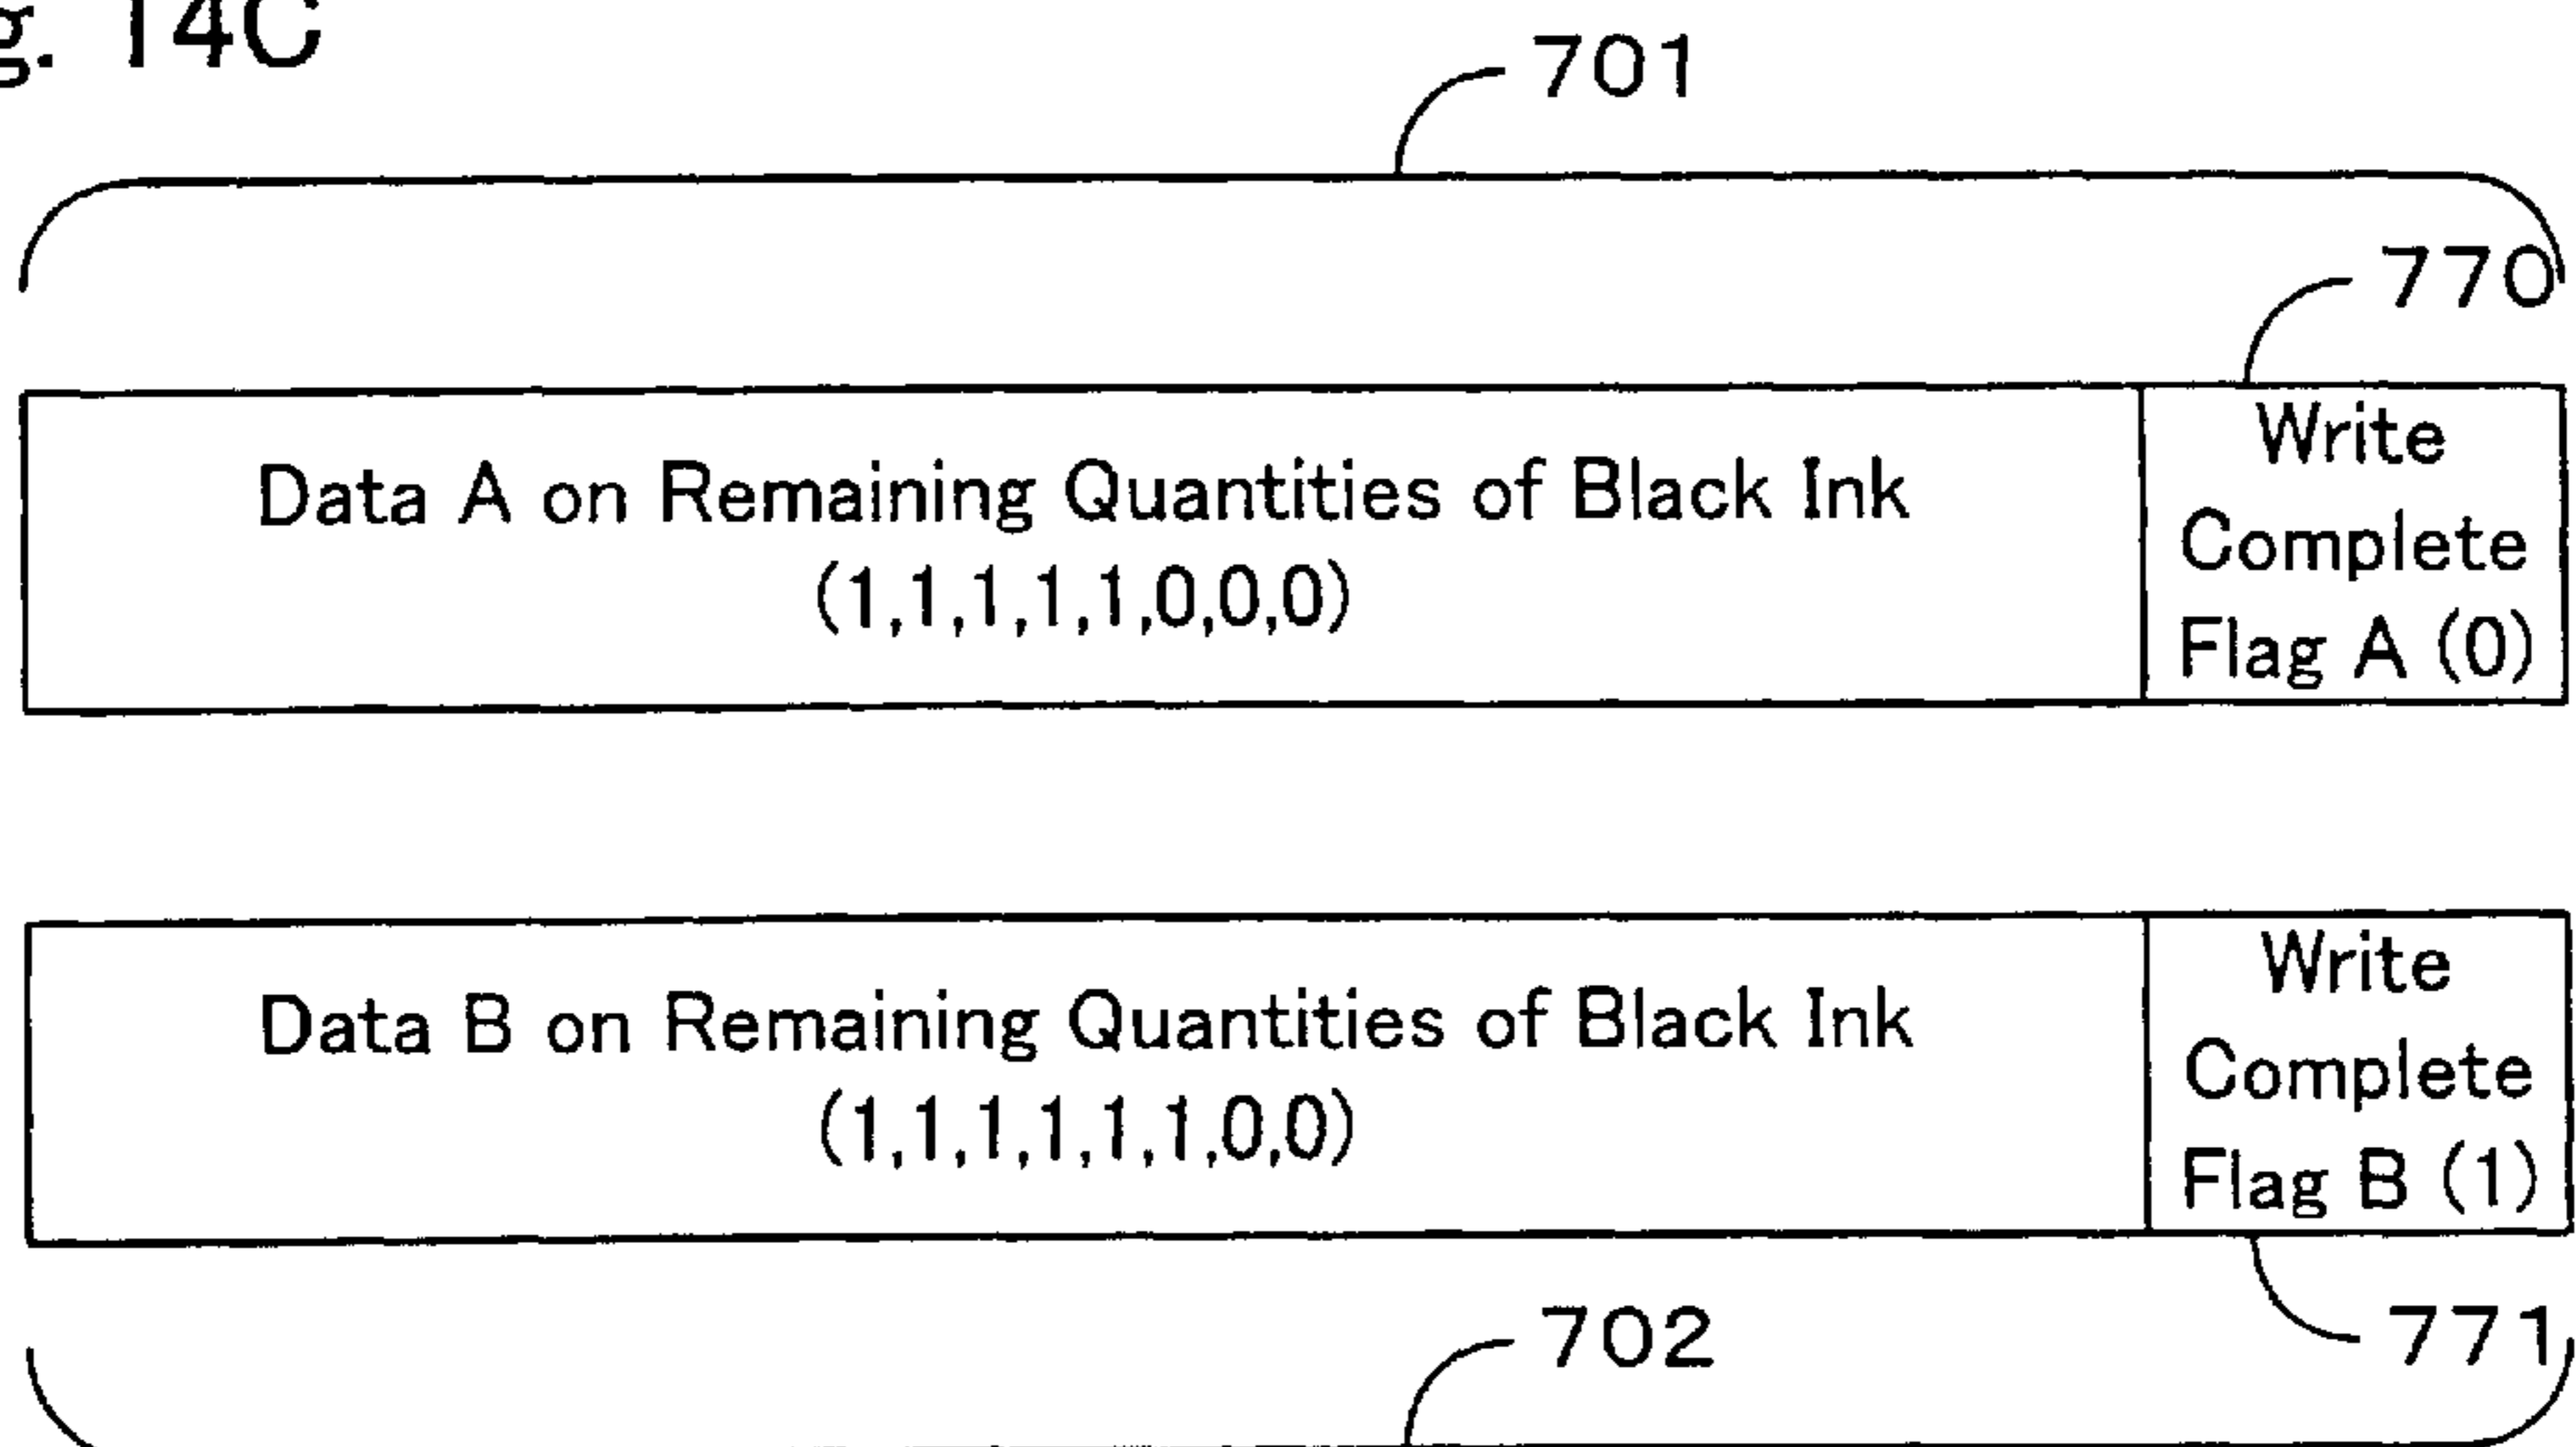 g. 14C
701
770
Data A on Remaining Quantities of Black Ink
(1,1,1,1,1,0,0,0)
Write
Complete
Flag A (0)
Data B on Remaining Quantities of Black Ink
(1,1,1,1,1,1,0,0)
Write
Complete
Flag B (1)
702
771